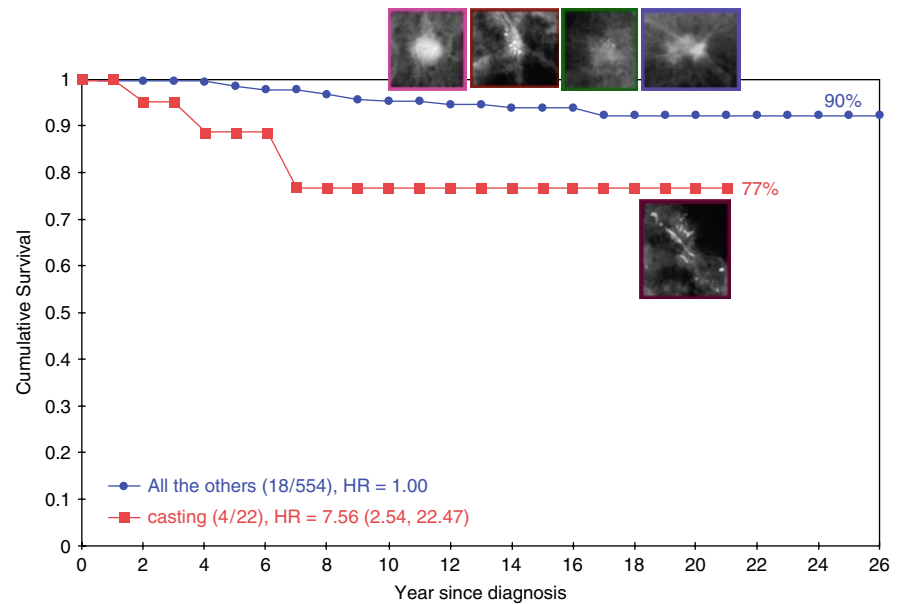 1
0.9
0.8
0.7
0.6
0.5
0.4
0.3
0.2
0.1
0
Cumulative Survival
90%
77%
All the others (18/554), HR = 1.00
casting (4/22), HR = 7.56 (2.54, 22.47)
0 2 4 6 8 10 12 14 16 18 20 22 24 26
Year since diagnosis